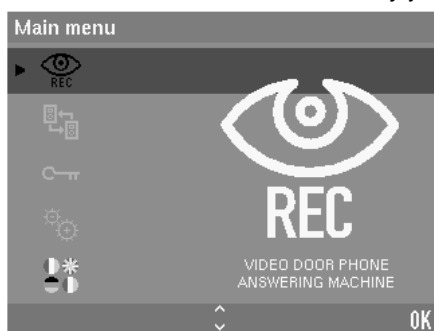 Main menu
REC
REC
VIDEO DOOR PHONE
ANSWERING MACHINE
OK